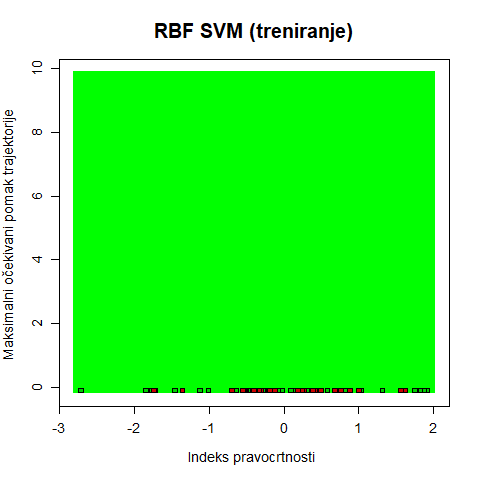 RBF SVM (treniranje)
Maksimalni očekivani pomak trajektorije
10
8
6
4
2
0
-3 -2 -1 0 1 2
Indeks pravocrtnosti